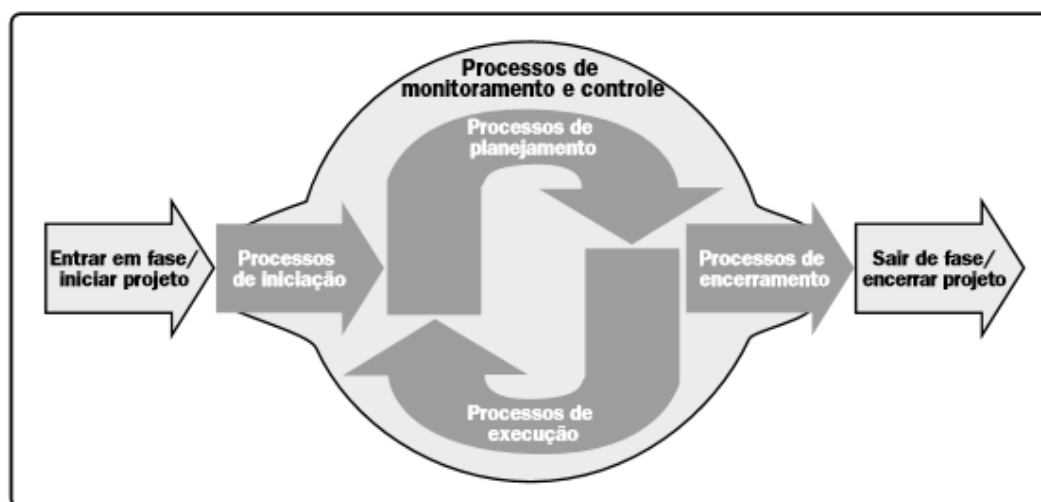 Processos de
monitoramento e controle
Processos de
planejamento
Entrar em fase/
iniciar projeto
Processos
de iniciação
Processos de
encerramento
Sair de fase/
encerrar projeto
Processos de
execução